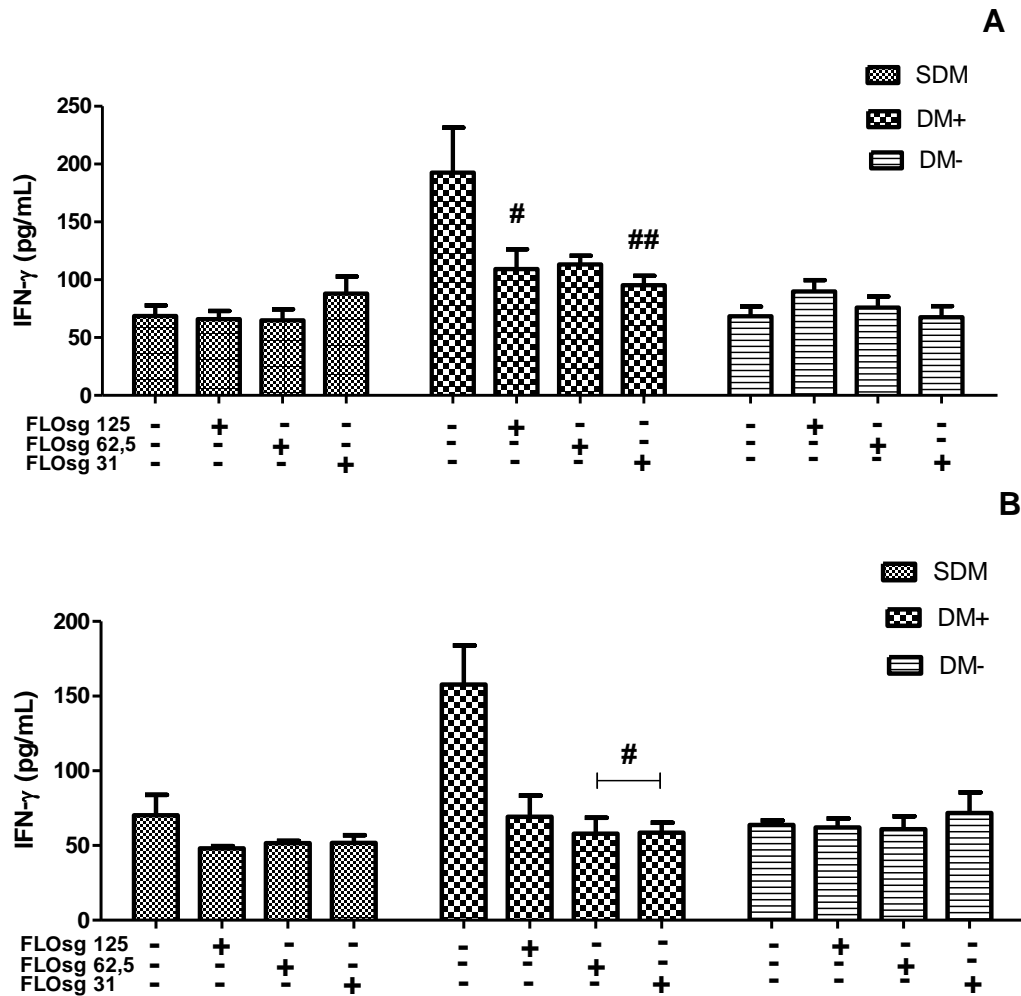 A
SDM
DM+
DM-
250
200
150
100
50
0
IFN-γ (pg/mL)
#
##
FLOsg 125 - + - - - + - - - + - -
FLOsg 62,5 - - + - - - + - - - + -
FLOsg 31 - - - + - - - + - - - +
B
SDM
DM+
DM-
200
150
100
50
0
IFN-γ (pg/mL)
#
FLOsg 125 - + - - - + - - - + - -
FLOsg 62,5 - - + - - - + - - - + -
FLOsg 31 - - - + - - - + - - - +